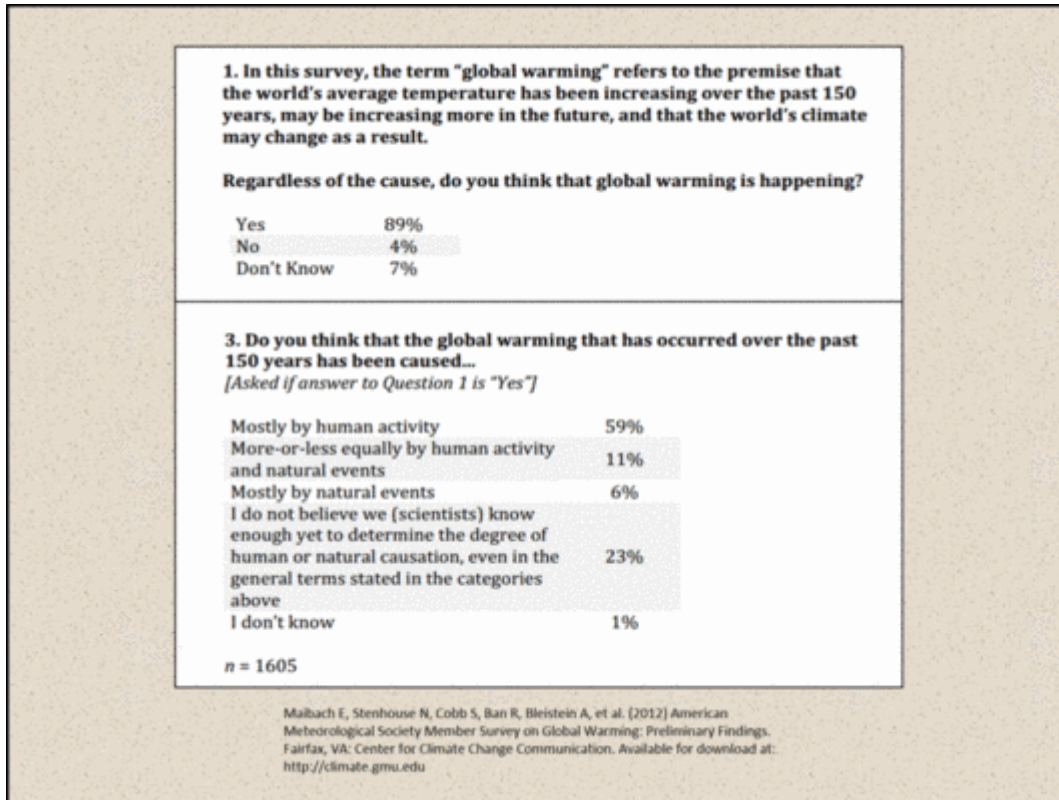 1. In this survey, the term "global warming" refers to the premise that
the world's average temperature has been increasing over the past 150
years, may be increasing more in the future, and that the world's climate
may change as a result.
Regardless of the cause, do you think that global warming is happening?
Yes 89%
No 4%
Don't Know 7%
3. Do you think that the global warming that has occurred over the past
150 years has been caused...
[Asked if answer to Question 1 is "Yes"]
Mostly by human activity 59%
More-or-less equally by human activity
and natural events 11%
Mostly by natural events 6%
I do not believe we (scientists) know
enough yet to determine the degree of
human or natural causation, even in the 23%
general terms stated in the categories
above
I don't know 1%
n = 1605
Maibach E, Stenhouse N, Cobb S, Ban R, Bleistein A, et al. (2012) American
Meteorological Society Member Survey on Global Warming: Preliminary Findings.
Fairfax, VA: Center for Climate Change Communication. Available for download at:
http://climate.gmu.edu